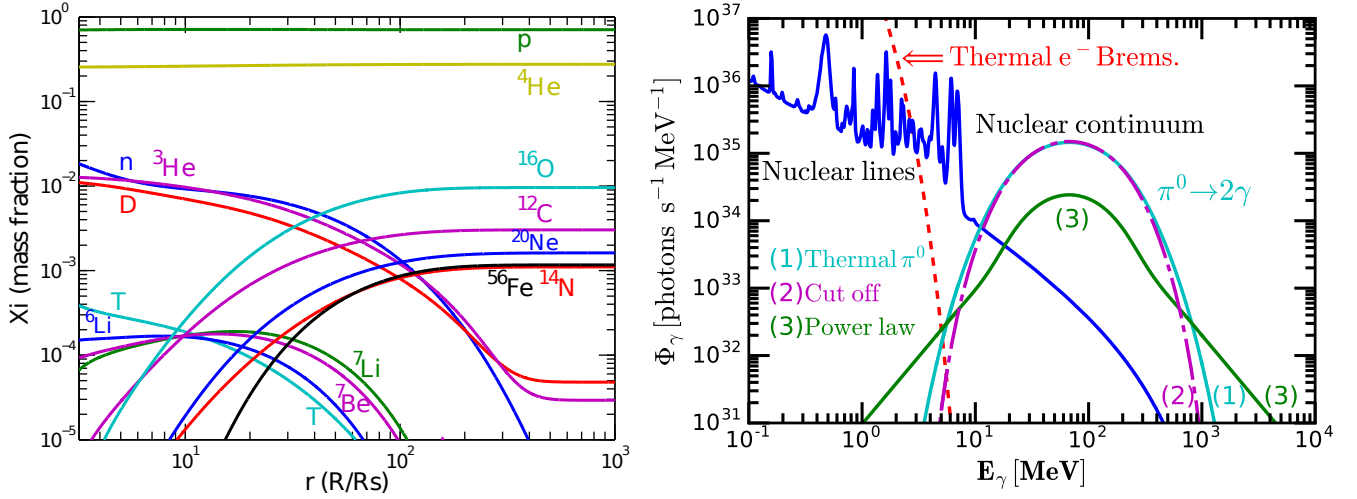 10^0
10^{-1}
10^{-2}
10^{-3}
10^{-4}
10^{-5}
Xi (mass fraction)
p
^4He
n
^3He
D
^16O
^12C
^20Ne
^56Fe
^14N
T
^6Li
^7Li
^7Be
T
10^1
10^2
10^3
r (R/Rs)
10^{37}
10^{36}
10^{35}
10^{34}
10^{33}
10^{32}
10^{31}
Φ_γ [photons s^{-1} MeV^{-1}]
⇐ Thermal e^- Brems.
Nuclear continuum
Nuclear lines
π^0→2γ
(3)
(1) Thermal π^0
(2) Cut off
(3) Power law
(2) (1) (3)
10^{-1}
10^0
10^1
10^2
10^3
10^4
E_γ [MeV]